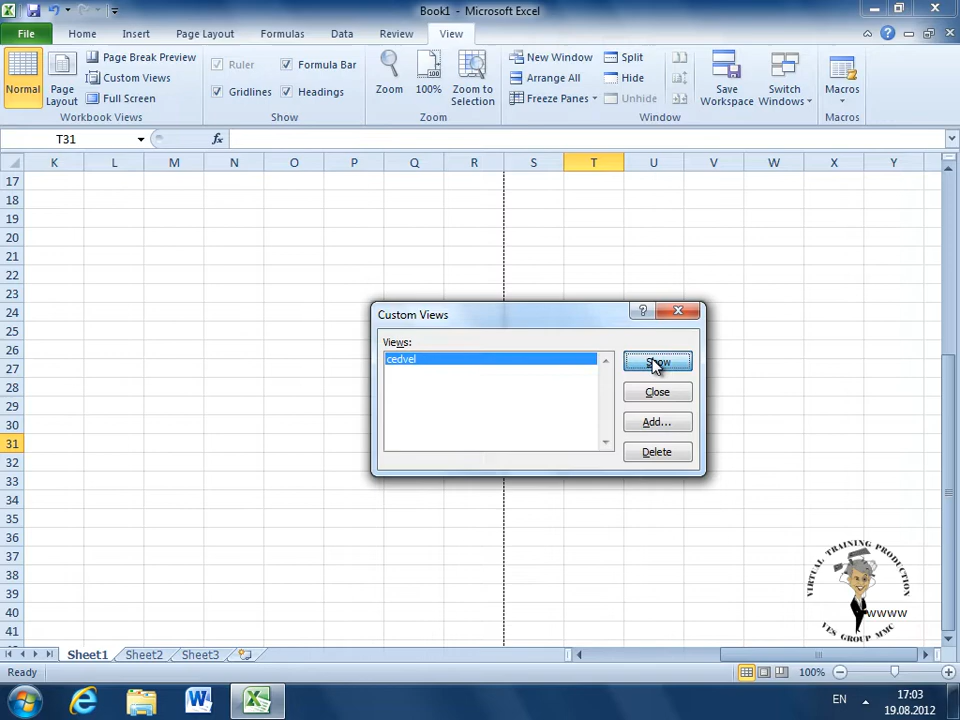 Book1 - Microsoft Excel
File Home Insert Page Layout Formulas Data Review View
Normal
Page Layout
Page Break Preview
Custom Views
Full Screen
Workbook Views
Ruler
Formula Bar
Gridlines
Headings
Show
Zoom
100%
Zoom to Selection
Zoom
New Window
Arrange All
Freeze Panes
Split
Hide
Unhide
Save Workspace
Switch Windows
Window
Macros
Macros
T31
fx
K L M N O P Q R S T U V W X Y
17
18
19
20
21
22
23
24
25
26
27
28
29
30
31
32
33
34
35
36
37
38
39
40
41
Custom Views
?
Views:
cedvel
Show
Close
Add...
Delete
VIRTUAL TRAINING PRODUCTION
wwww
YES GROUP MMC
Sheet1 Sheet2 Sheet3
Ready
100%
EN
17:03
19.08.2012